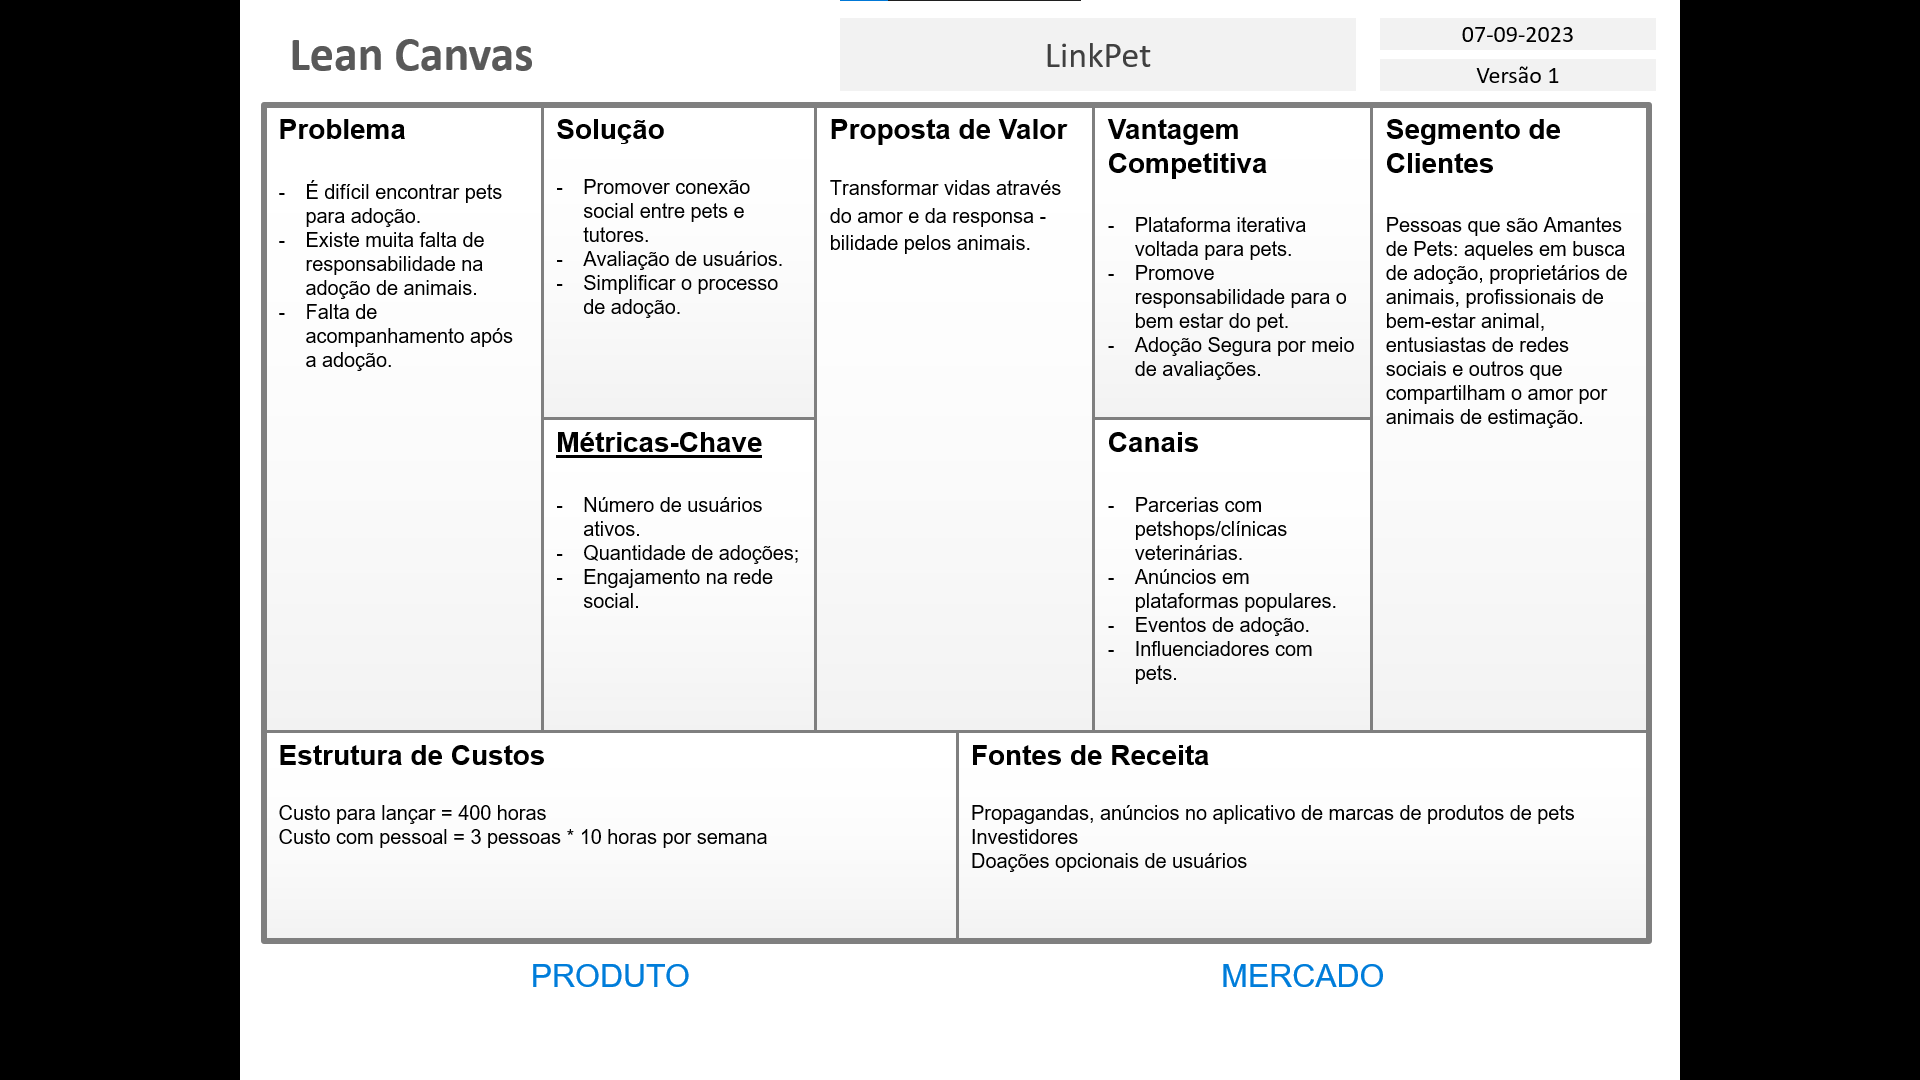 Lean Canvas
LinkPet
07-09-2023
Versão 1
Problema
- É difícil encontrar pets
para adoção.
- Existe muita falta de
responsabilidade na
adoção de animais.
- Falta de
acompanhamento após
a adoção.
Solução
- Promover conexão
social entre pets e
tutores.
- Avaliação de usuários.
- Simplificar o processo
de adoção.
Métricas-Chave
- Número de usuários
ativos.
- Quantidade de adoções;
- Engajamento na rede
social.
Proposta de Valor
Transformar vidas através
do amor e da responsa -
bilidade pelos animais.
Vantagem
Competitiva
- Plataforma iterativa
voltada para pets.
- Promove
responsabilidade para o
bem estar do pet.
- Adoção Segura por meio
de avaliações.
Canais
- Parcerias com
petshops/clínicas
veterinárias.
- Anúncios em
plataformas populares.
- Eventos de adoção.
- Influenciadores com
pets.
Segmento de
Clientes
Pessoas que são Amantes
de Pets: aqueles em busca
de adoção, proprietários de
animais, profissionais de
bem-estar animal,
entusiastas de redes
sociais e outros que
compartilham o amor por
animais de estimação.
Estrutura de Custos
Custo para lançar = 400 horas
Custo com pessoal = 3 pessoas * 10 horas por semana
Fontes de Receita
Propagandas, anúncios no aplicativo de marcas de produtos de pets
Investidores
Doações opcionais de usuários
PRODUTO
MERCADO